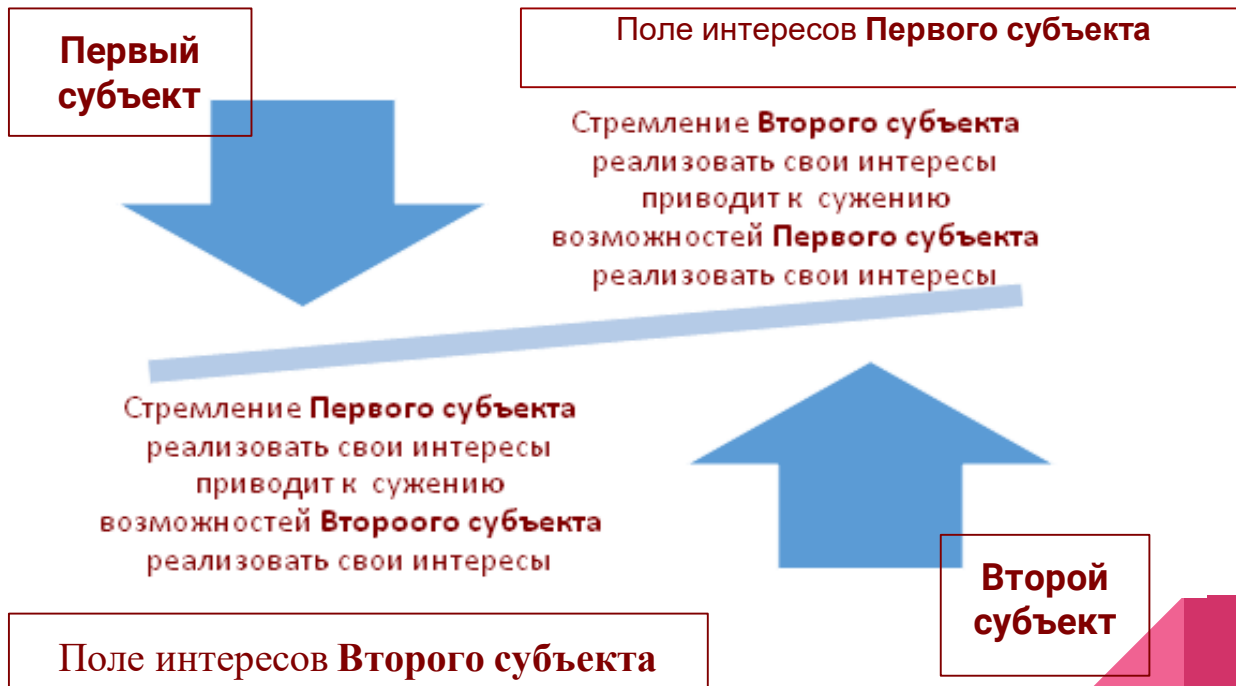 Первый
субъект
Поле интересов Первого субъекта
Стремление Второго субъекта
реализовать свои интересы
приводит к сужению
возможностей Первого субъекта
реализовать свои интересы
Стремление Первого субъекта
реализовать свои интересы
приводит к сужению
возможностей Второого субъекта
реализовать свои интересы
Второй
субъект
Поле интересов Второго субъекта